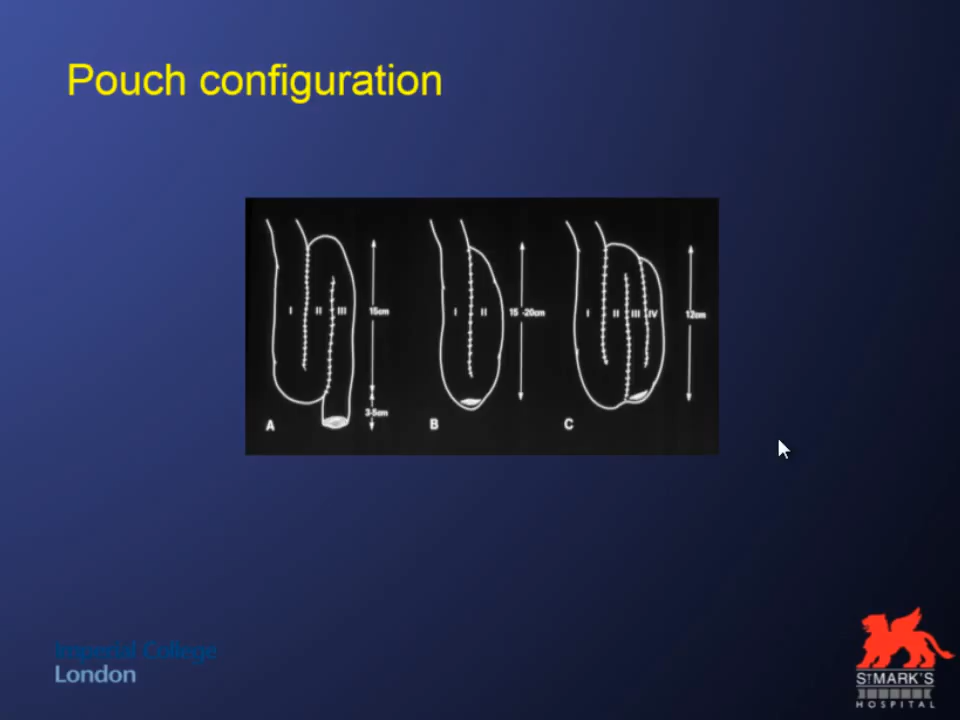 Pouch configuration
I II III 15cm
3-5cm
A
I II 15 -20cm
B
I II III IV 12cm
C
Imperial College
London
ST MARK'S
HOSPITAL